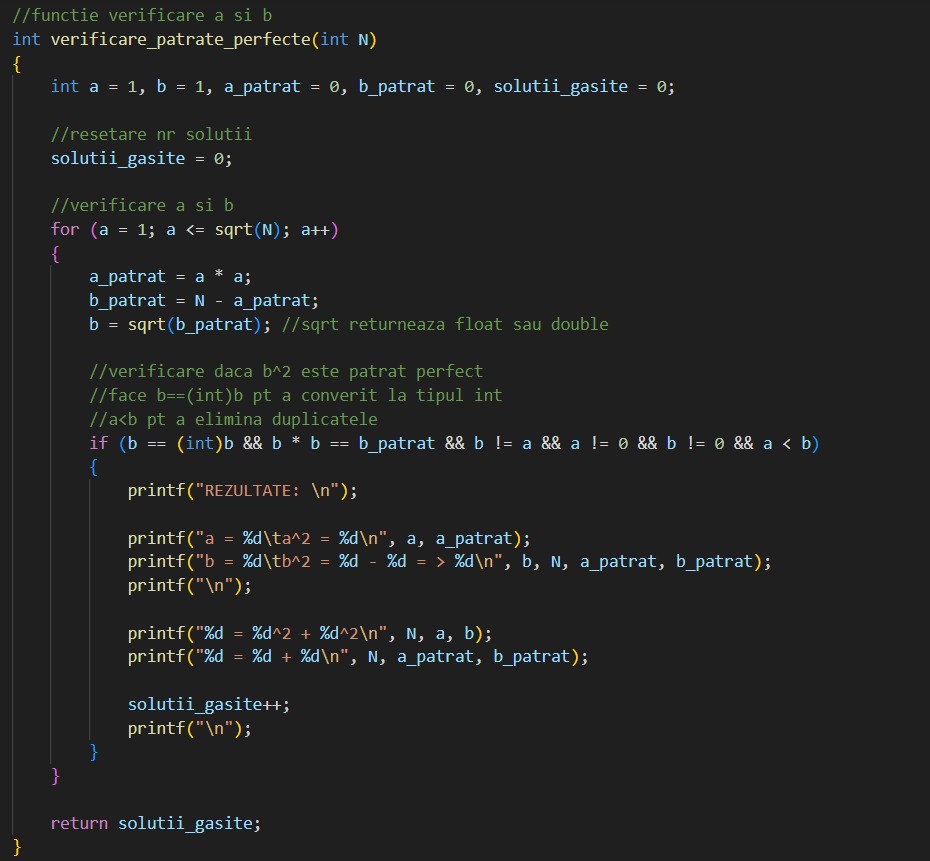 //functie verificare a si b
int verificare_patrate_perfecte(int N)
{
    int a = 1, b = 1, a_patrat = 0, b_patrat = 0, solutii_gasite = 0;

    //resetare nr solutii
    solutii_gasite = 0;

    //verificare a si b
    for (a = 1; a <= sqrt(N); a++)
    {
        a_patrat = a * a;
        b_patrat = N - a_patrat;
        b = sqrt(b_patrat); //sqrt returneaza float sau double

        //verificare daca b^2 este patrat perfect
        //face b==(int)b pt a converit la tipul int
        //a<b pt a elimina duplicatele
        if (b == (int)b && b * b == b_patrat && b != a && a != 0 && b != 0 && a < b)
        {
            printf("REZULTATE: \n");

            printf("a = %d\ta^2 = %d\n", a, a_patrat);
            printf("b = %d\tb^2 = %d - %d = > %d\n", b, N, a_patrat, b_patrat);
            printf("\n");

            printf("%d = %d^2 + %d^2\n", N, a, b);
            printf("%d = %d + %d\n", N, a_patrat, b_patrat);

            solutii_gasite++;
            printf("\n");
        }
    }

    return solutii_gasite;
}